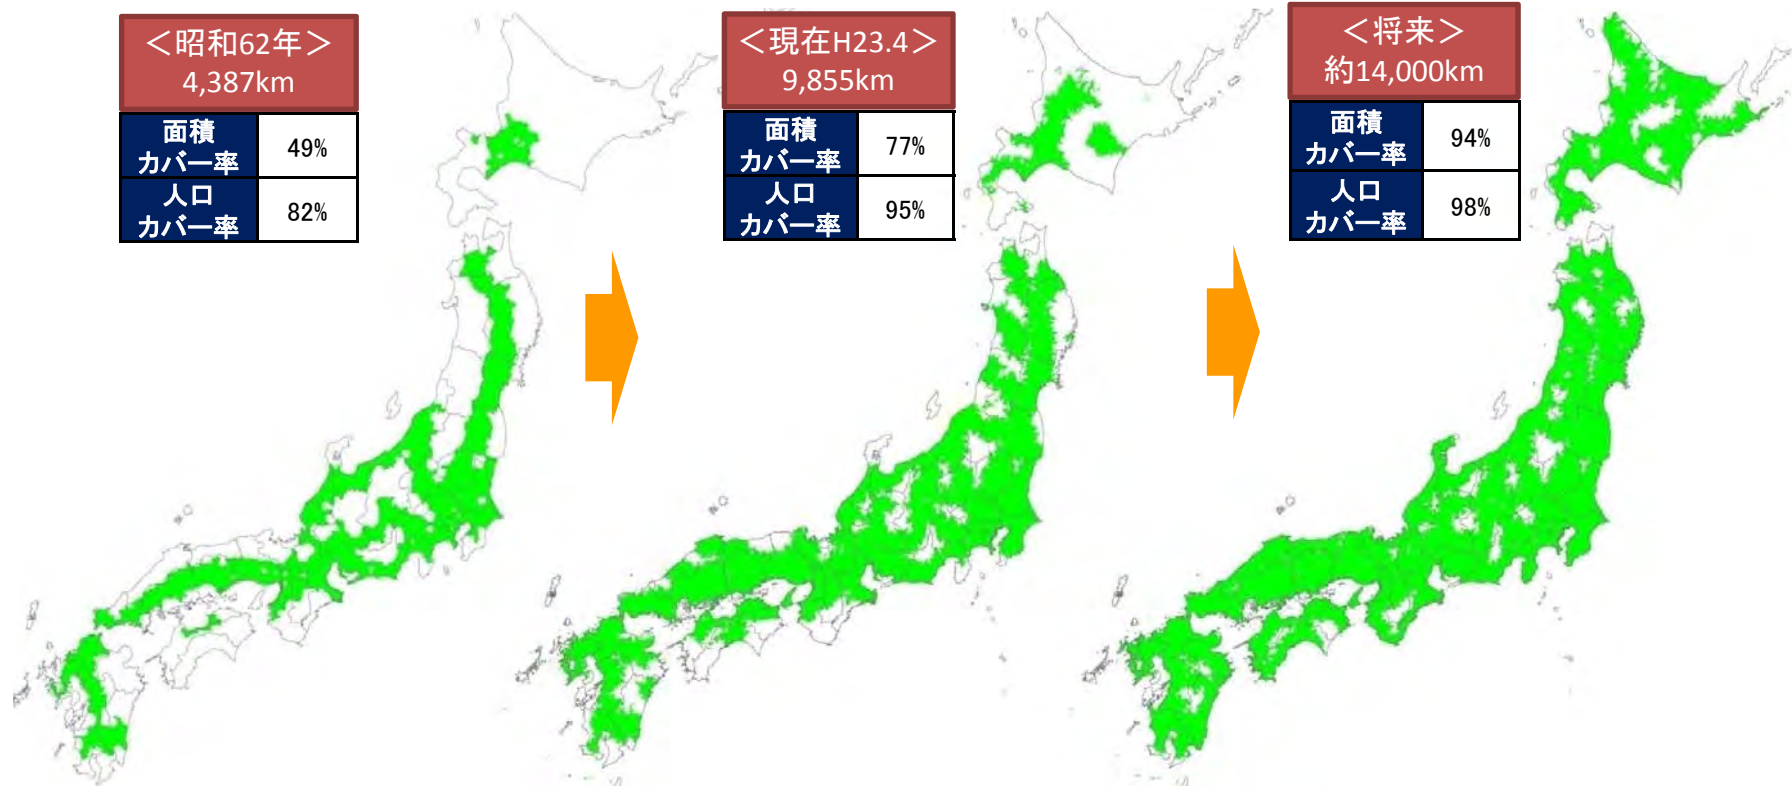 ＜昭和62年＞
4,387km
面積
カバー率
49%
人口
カバー率
82%
＜現在H23.4＞
9,855km
面積
カバー率
77%
人口
カバー率
95%
＜将来＞
約14,000km
面積
カバー率
94%
人口
カバー率
98%